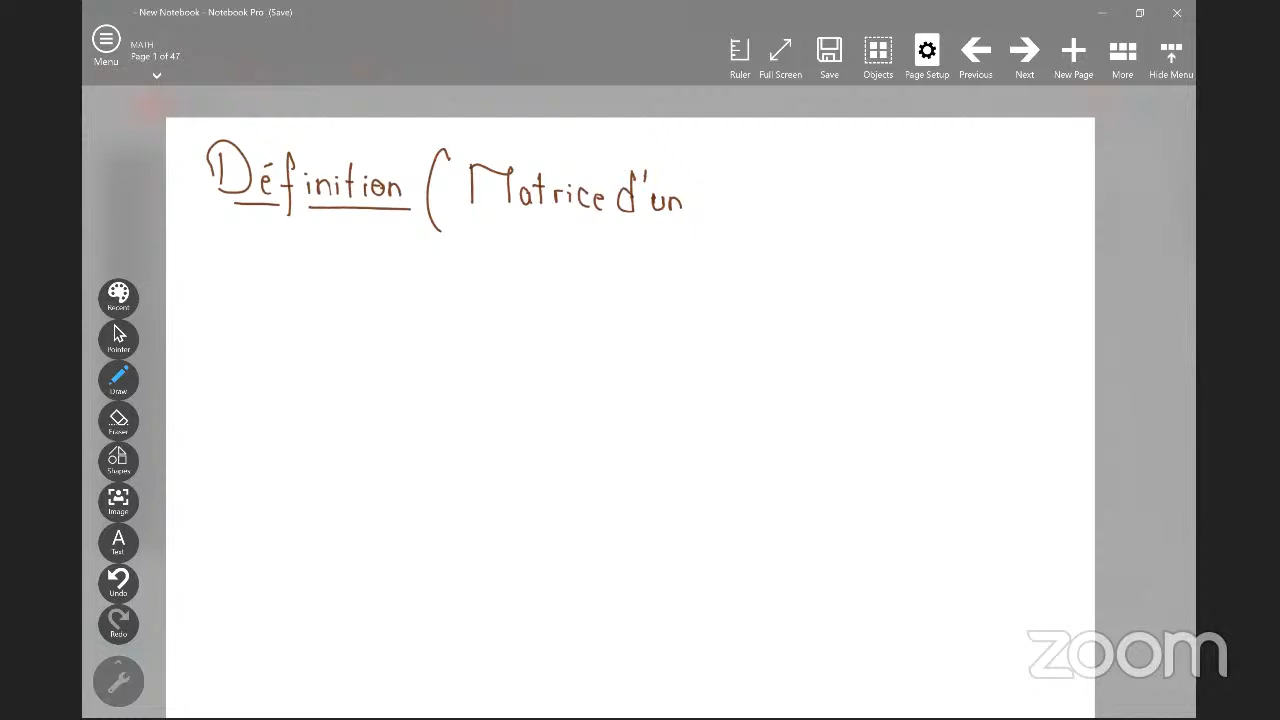 - New Notebook - Notebook Pro (Save)
Menu
MATH
Page 1 of 47
Ruler
Full Screen
Save
Objects
Page Setup
Previous
Next
New Page
More
Hide Menu
Définition ( Matrice d'un
Recent
Pointer
Draw
Eraser
Shapes
Image
A
Text
Undo
Redo
zoom